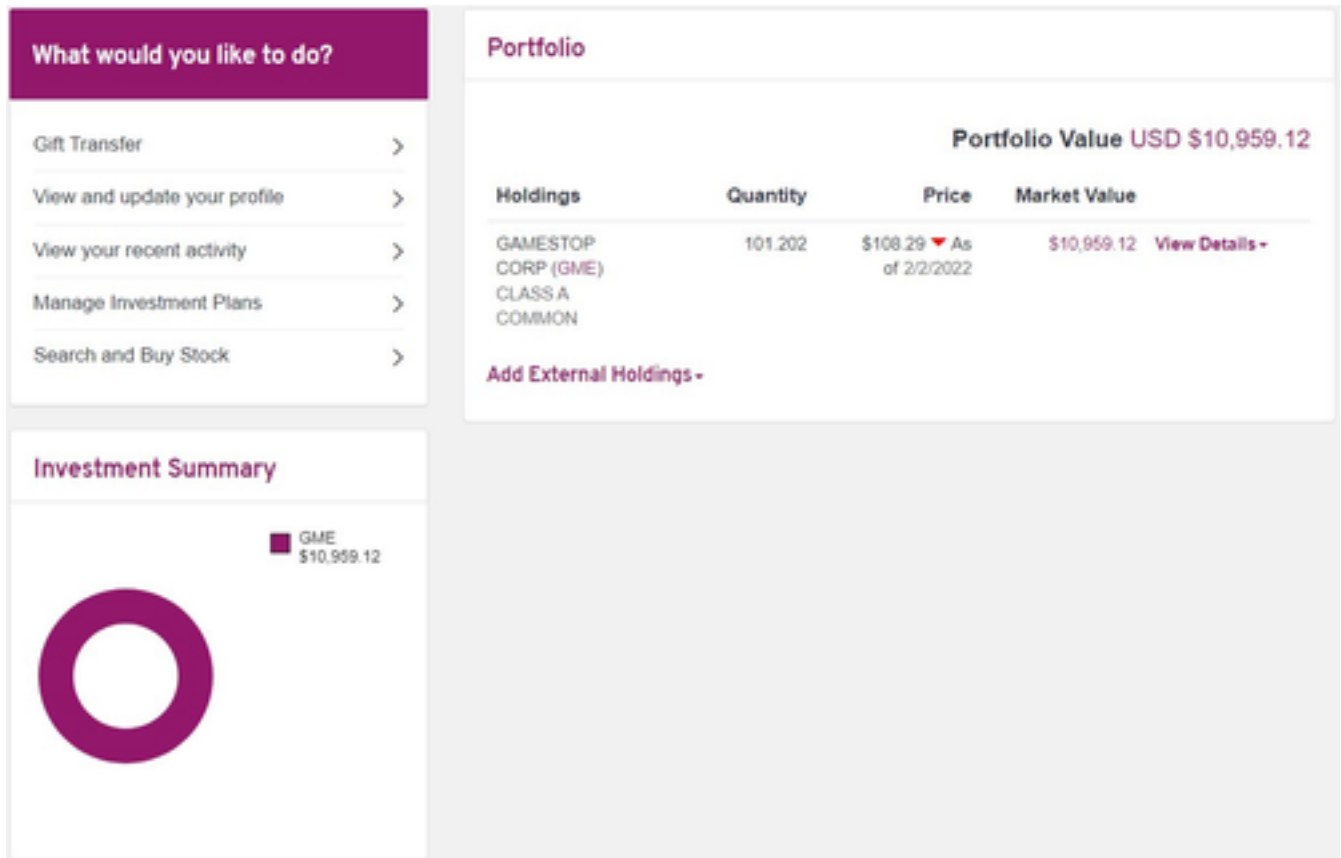 What would you like to do?
Gift Transfer
View and update your profile
View your recent activity
Manage Investment Plans
Search and Buy Stock
Portfolio
Portfolio Value USD $10,959.12
Holdings Quantity Price Market Value
GAMESTOP 101.202 $108.29 As $10,959.12 View Details
CORP (GME) of 2/2/2022
CLASS A
COMMON
Add External Holdings
Investment Summary
GME
$10,959.12